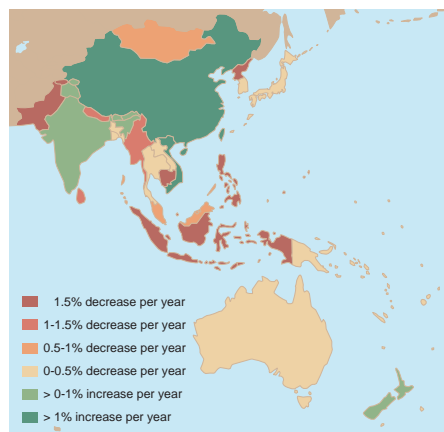 1.5% decrease per year
1-1.5% decrease per year
0.5-1% decrease per year
0-0.5% decrease per year
> 0-1% increase per year
> 1% increase per year